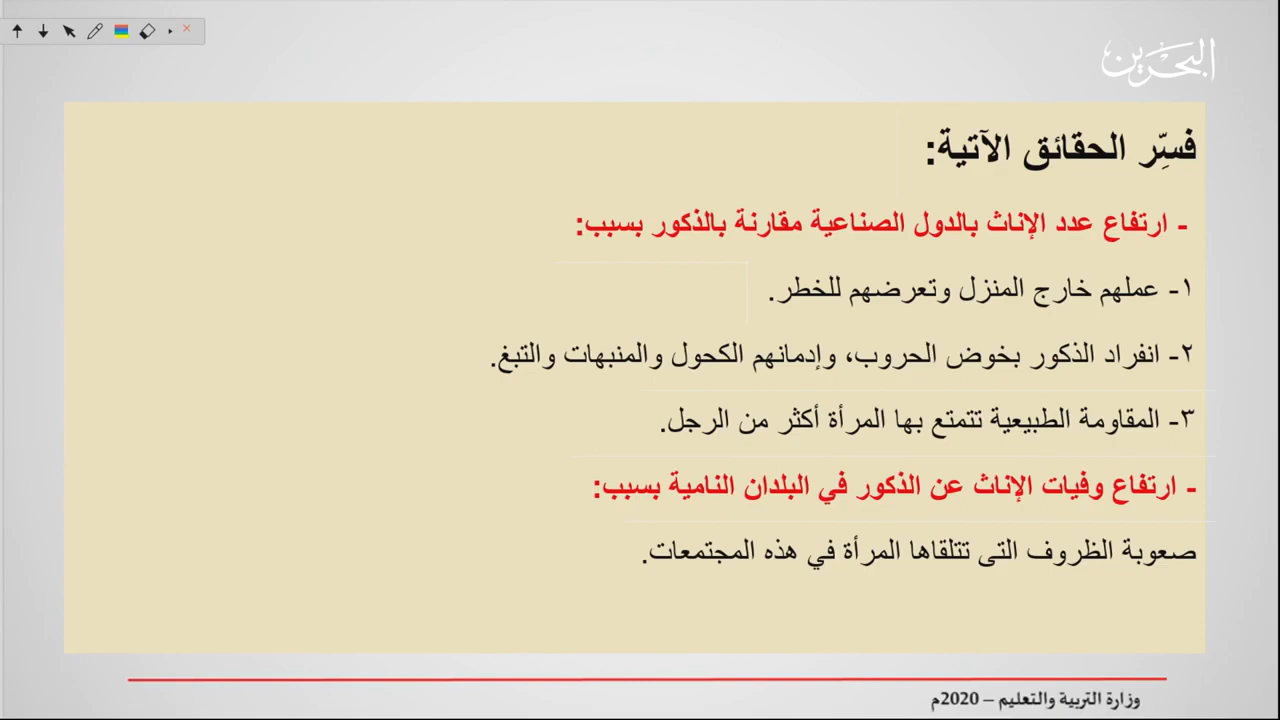 البحرين
فسِّر الحقائق الآتية:
- ارتفاع عدد الإناث بالدول الصناعية مقارنة بالذكور بسبب:
١- عملهم خارج المنزل وتعرضهم للخطر.
٢- انفراد الذكور بخوض الحروب، وإدمانهم الكحول والمنبهات والتبغ.
٣- المقاومة الطبيعية تتمتع بها المرأة أكثر من الرجل.
- ارتفاع وفيات الإناث عن الذكور في البلدان النامية بسبب:
صعوبة الظروف التى تتلقاها المرأة في هذه المجتمعات.
وزارة التربية والتعليم – 2020م